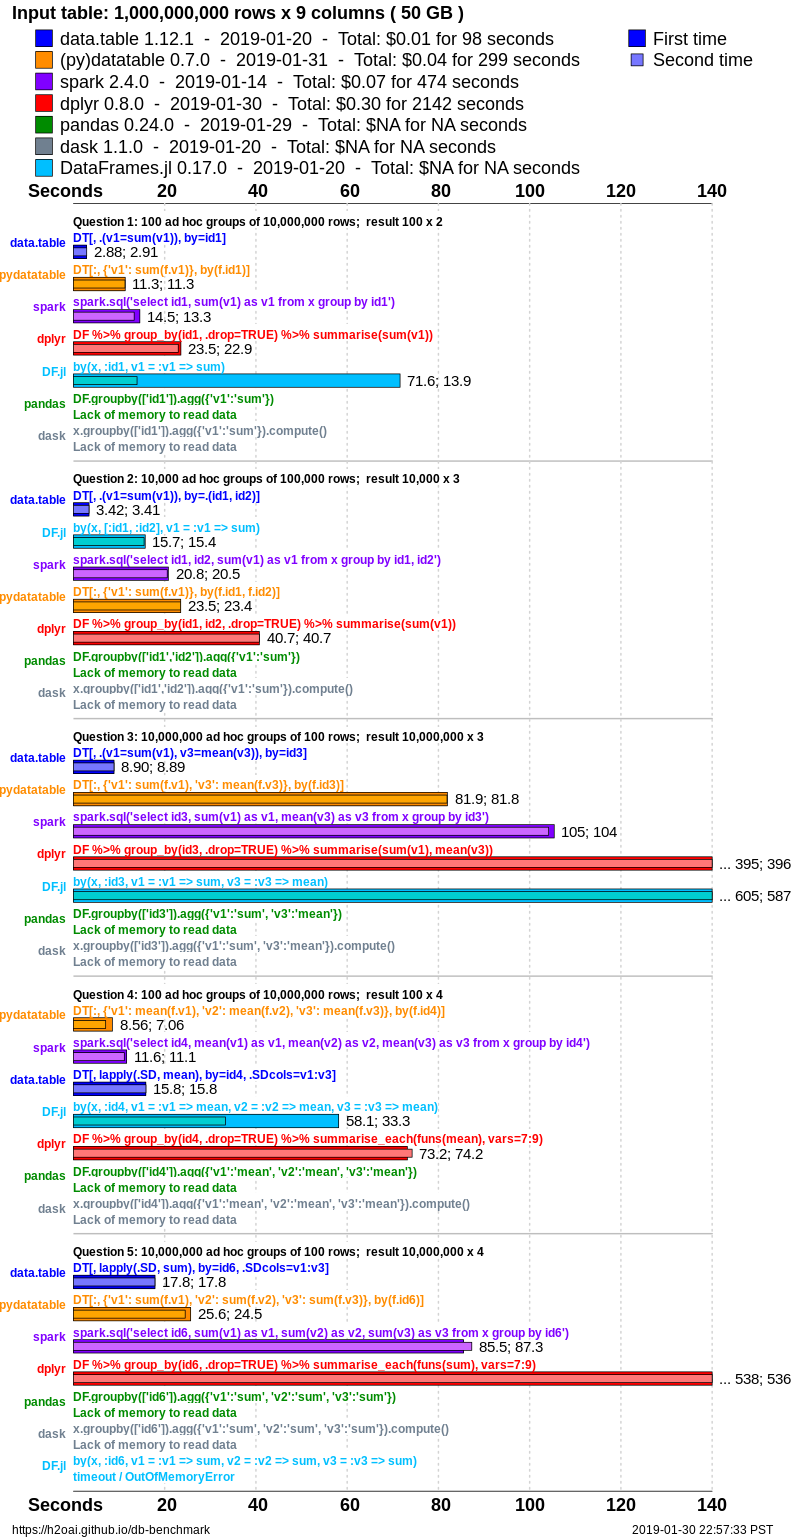 Input table: 1,000,000,000 rows x 9 columns ( 50 GB )
data.table 1.12.1 - 2019-01-20 - Total: $0.01 for 98 seconds
First time
(py)datatable 0.7.0 - 2019-01-31 - Total: $0.04 for 299 seconds
Second time
spark 2.4.0 - 2019-01-14 - Total: $0.07 for 474 seconds
dplyr 0.8.0 - 2019-01-30 - Total: $0.30 for 2142 seconds
pandas 0.24.0 - 2019-01-29 - Total: $NA for NA seconds
dask 1.1.0 - 2019-01-20 - Total: $NA for NA seconds
DataFrames.jl 0.17.0 - 2019-01-20 - Total: $NA for NA seconds
Seconds 20 40 60 80 100 120 140
Question 1: 100 ad hoc groups of 10,000,000 rows; result 100 x 2
data.table DT[, .(v1=sum(v1)), by=id1]
2.88; 2.91
pydatatable DT[:, {'v1': sum(f.v1)}, by(f.id1)]
11.3; 11.3
spark spark.sql('select id1, sum(v1) as v1 from x group by id1')
14.5; 13.3
dplyr DF %>% group_by(id1, .drop=TRUE) %>% summarise(sum(v1))
23.5; 22.9
DF.jl by(x, :id1, v1 = :v1 => sum)
71.6; 13.9
pandas DF.groupby(['id1']).agg({'v1':'sum'})
Lack of memory to read data
dask x.groupby(['id1']).agg({'v1':'sum'}).compute()
Lack of memory to read data
Question 2: 10,000 ad hoc groups of 100,000 rows; result 10,000 x 3
data.table DT[, .(v1=sum(v1)), by=.(id1, id2)]
3.42; 3.41
DF.jl by(x, [:id1, :id2], v1 = :v1 => sum)
15.7; 15.4
spark spark.sql('select id1, id2, sum(v1) as v1 from x group by id1, id2')
20.8; 20.5
pydatatable DT[:, {'v1': sum(f.v1)}, by(f.id1, f.id2)]
23.5; 23.4
dplyr DF %>% group_by(id1, id2, .drop=TRUE) %>% summarise(sum(v1))
40.7; 40.7
pandas DF.groupby(['id1','id2']).agg({'v1':'sum'})
Lack of memory to read data
dask x.groupby(['id1','id2']).agg({'v1':'sum'}).compute()
Lack of memory to read data
Question 3: 10,000,000 ad hoc groups of 100 rows; result 10,000,000 x 3
data.table DT[, .(v1=sum(v1), v3=mean(v3)), by=id3]
8.90; 8.89
pydatatable DT[:, {'v1': sum(f.v1), 'v3': mean(f.v3)}, by(f.id3)]
81.9; 81.8
spark spark.sql('select id3, sum(v1) as v1, mean(v3) as v3 from x group by id3')
105; 104
dplyr DF %>% group_by(id3, .drop=TRUE) %>% summarise(sum(v1), mean(v3))
... 395; 396
DF.jl by(x, :id3, v1 = :v1 => sum, v3 = :v3 => mean)
... 605; 587
pandas DF.groupby(['id3']).agg({'v1':'sum', 'v3':'mean'})
Lack of memory to read data
dask x.groupby(['id3']).agg({'v1':'sum', 'v3':'mean'}).compute()
Lack of memory to read data
Question 4: 100 ad hoc groups of 10,000,000 rows; result 100 x 4
pydatatable DT[:, {'v1': mean(f.v1), 'v2': mean(f.v2), 'v3': mean(f.v3)}, by(f.id4)]
8.56; 7.06
spark spark.sql('select id4, mean(v1) as v1, mean(v2) as v2, mean(v3) as v3 from x group by id4')
11.6; 11.1
data.table DT[, lapply(.SD, mean), by=id4, .SDcols=v1:v3]
15.8; 15.8
DF.jl by(x, :id4, v1 = :v1 => mean, v2 = :v2 => mean, v3 = :v3 => mean)
58.1; 33.3
dplyr DF %>% group_by(id4, .drop=TRUE) %>% summarise_each(funs(mean), vars=7:9)
73.2; 74.2
pandas DF.groupby(['id4']).agg({'v1':'mean', 'v2':'mean', 'v3':'mean'})
Lack of memory to read data
dask x.groupby(['id4']).agg({'v1':'mean', 'v2':'mean', 'v3':'mean'}).compute()
Lack of memory to read data
Question 5: 10,000,000 ad hoc groups of 100 rows; result 10,000,000 x 4
data.table DT[, lapply(.SD, sum), by=id6, .SDcols=v1:v3]
17.8; 17.8
pydatatable DT[:, {'v1': sum(f.v1), 'v2': sum(f.v2), 'v3': sum(f.v3)}, by(f.id6)]
25.6; 24.5
spark spark.sql('select id6, sum(v1) as v1, sum(v2) as v2, sum(v3) as v3 from x group by id6')
85.5; 87.3
dplyr DF %>% group_by(id6, .drop=TRUE) %>% summarise_each(funs(sum), vars=7:9)
... 538; 536
pandas DF.groupby(['id6']).agg({'v1':'sum', 'v2':'sum', 'v3':'sum'})
Lack of memory to read data
dask x.groupby(['id6']).agg({'v1':'sum', 'v2':'sum', 'v3':'sum'}).compute()
Lack of memory to read data
DF.jl by(x, :id6, v1 = :v1 => sum, v2 = :v2 => sum, v3 = :v3 => sum)
timeout / OutOfMemoryError
Seconds 20 40 60 80 100 120 140
https://h2oai.github.io/db-benchmark
2019-01-30 22:57:33 PST